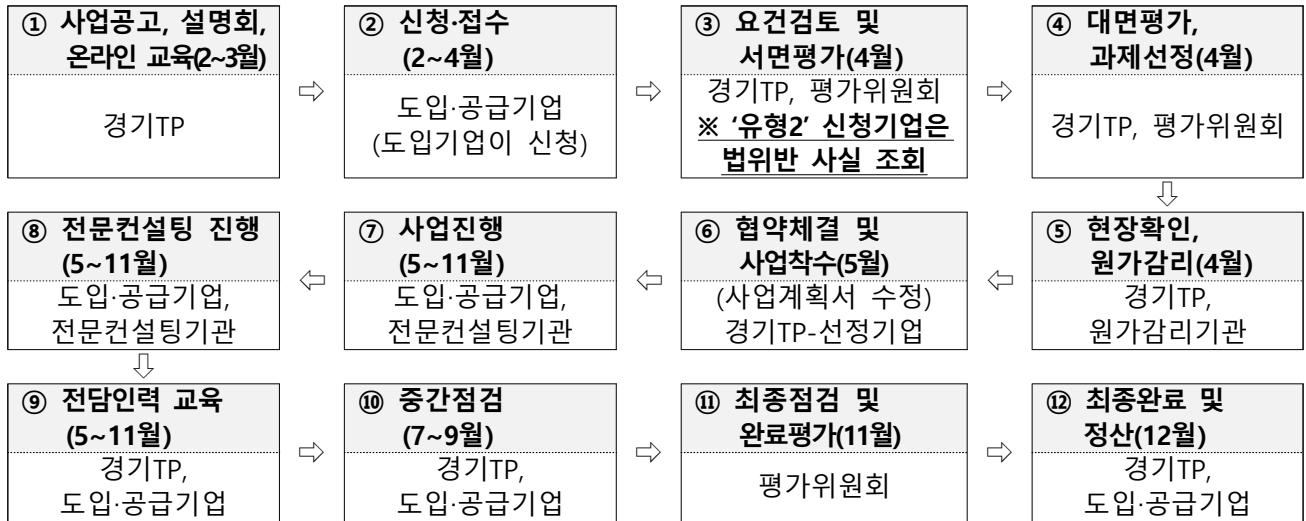 ① 사업공고, 설명회,
온라인 교육(2~3월)
경기TP
② 신청·접수
(2~4월)
도입·공급기업
(도입기업이 신청)
③ 요건검토 및
서면평가(4월)
경기TP, 평가위원회
※ ‘유형2’ 신청기업은
법위반 사실 조회
④ 대면평가,
과제선정(4월)
경기TP, 평가위원회
⑤ 현장확인,
원가감리(4월)
경기TP,
원가감리기관
⑥ 협약체결 및
사업착수(5월)
(사업계획서 수정)
경기TP-선정기업
⑦ 사업진행
(5~11월)
도입·공급기업,
전문컨설팅기관
⑧ 전문컨설팅 진행
(5~11월)
도입·공급기업,
전문컨설팅기관
⑨ 전담인력 교육
(5~11월)
경기TP,
도입·공급기업
⑩ 중간점검
(7~9월)
경기TP,
도입·공급기업
⑪ 최종점검 및
완료평가(11월)
평가위원회
⑫ 최종완료 및
정산(12월)
경기TP,
도입·공급기업